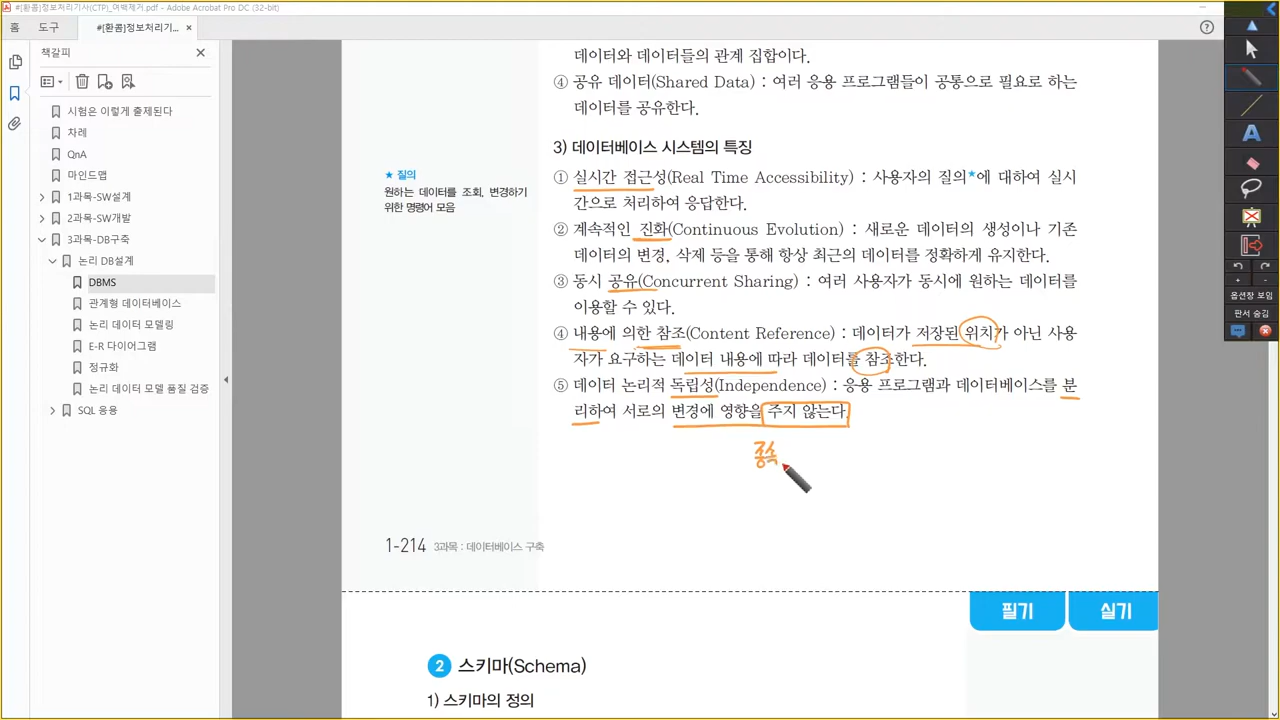 #[환콤]정보처리기사(CTP)_여백제거.pdf - Adobe Acrobat Pro DC (32-bit)
홈 도구 #[환콤]정보처리기... ×
책갈피
시험은 이렇게 출제된다
차례
QnA
마인드맵
1과목-SW설계
2과목-SW개발
3과목-DB구축
논리 DB설계
DBMS
관계형 데이터베이스
논리 데이터 모델링
E-R 다이어그램
정규화
논리 데이터 모델 품질 검증
SQL 응용
데이터와 데이터들의 관계 집합이다.
④ 공유 데이터(Shared Data) : 여러 응용 프로그램들이 공통으로 필요로 하는
데이터를 공유한다.
3) 데이터베이스 시스템의 특징
★ 질의
원하는 데이터를 조회, 변경하기
위한 명령어 모음
① 실시간 접근성(Real Time Accessibility) : 사용자의 질의★에 대하여 실시
간으로 처리하여 응답한다.
② 계속적인 진화(Continuous Evolution) : 새로운 데이터의 생성이나 기존
데이터의 변경, 삭제 등을 통해 항상 최근의 데이터를 정확하게 유지한다.
③ 동시 공유(Concurrent Sharing) : 여러 사용자가 동시에 원하는 데이터를
이용할 수 있다.
④ 내용에 의한 참조(Content Reference) : 데이터가 저장된 위치가 아닌 사용
자가 요구하는 데이터 내용에 따라 데이터를 참조한다.
⑤ 데이터 논리적 독립성(Independence) : 응용 프로그램과 데이터베이스를 분
리하여 서로의 변경에 영향을 주지 않는다.
종속
1-214 3과목 : 데이터베이스 구축
필기 실기
2 스키마(Schema)
1) 스키마의 정의
A
옵션장 보임
판서 숨김